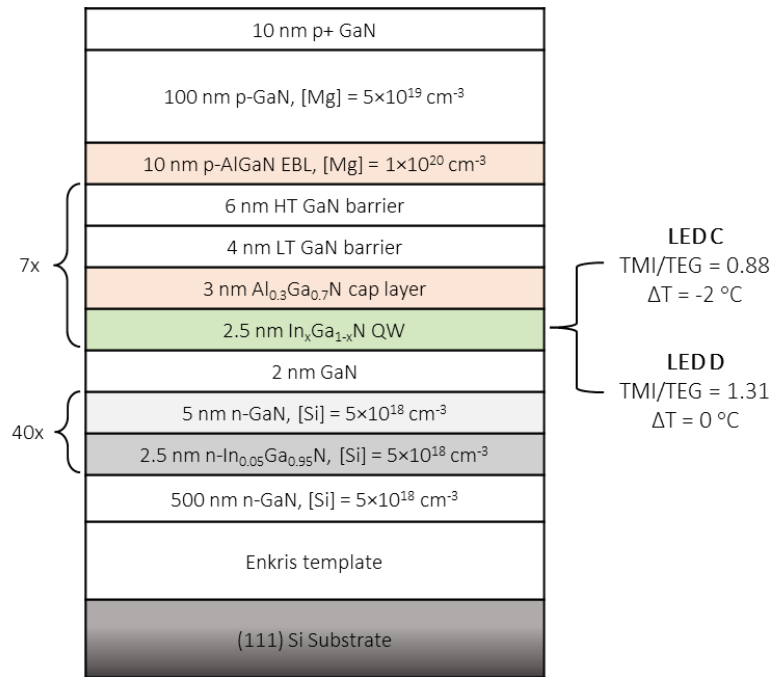 10 nm p+ GaN
100 nm p-GaN, [Mg] = 5×10¹⁹ cm⁻³
10 nm p-AlGaN EBL, [Mg] = 1×10²⁰ cm⁻³
7x
6 nm HT GaN barrier
4 nm LT GaN barrier
3 nm Al₀.₃Ga₀.₇N cap layer
2.5 nm InₓGa₁₋ₓN QW
LED C
TMI/TEG = 0.88
ΔT = -2 °C
LED D
TMI/TEG = 1.31
ΔT = 0 °C
2 nm GaN
40x
5 nm n-GaN, [Si] = 5×10¹⁸ cm⁻³
2.5 nm n-In₀.₀₅Ga₀.₉₅N, [Si] = 5×10¹⁸ cm⁻³
500 nm n-GaN, [Si] = 5×10¹⁸ cm⁻³
Enkris template
(111) Si Substrate